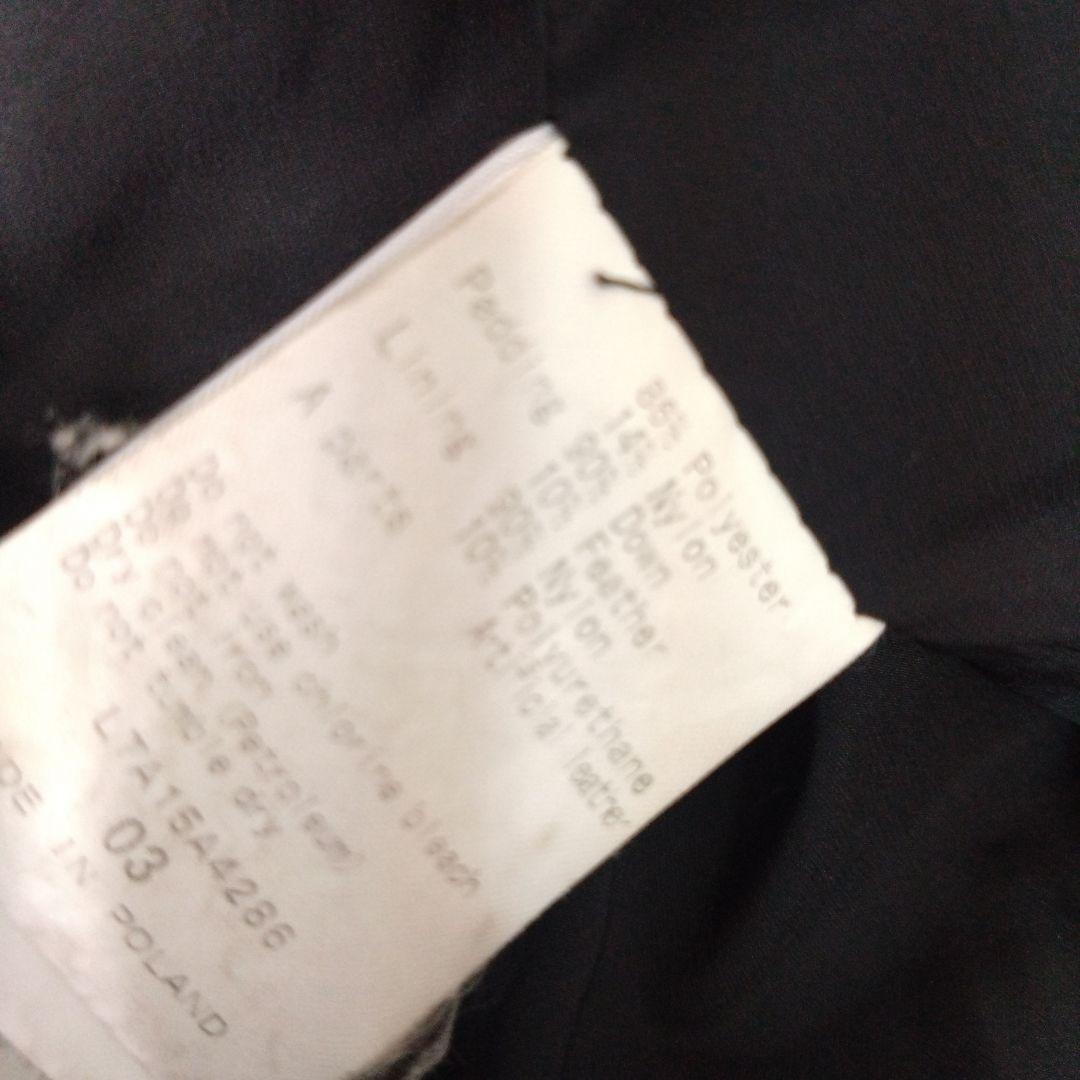 86% Polyester
14% Nylon
Padding 90% Down
10% Feather
Lining 90% Nylon
10% Polyurethane
A parts Artificial leather
Do not wash
Do not use chlorine bleach
Do not iron
Dry clean (Petroleum)
Do not tumble dry
LTA15A4286
03
DE IN POLAND